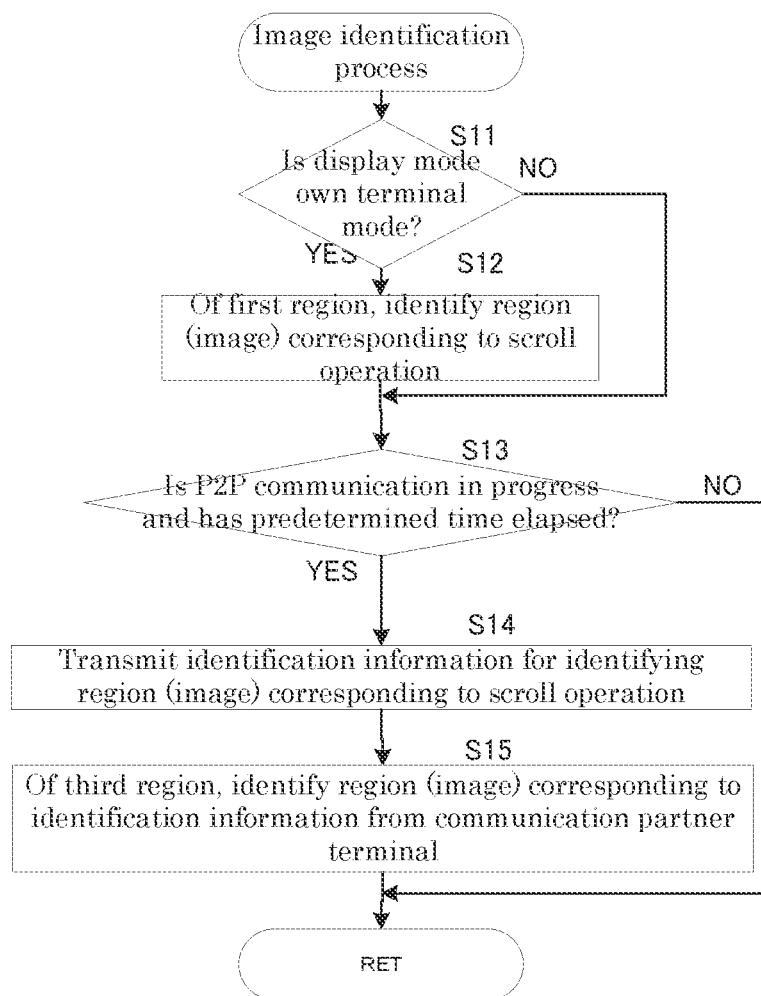 Image identification
process
S11
Is display mode
own terminal
mode?
NO
YES
S12
Of first region, identify region
(image) corresponding to scroll
operation
S13
Is P2P communication in progress
and has predetermined time elapsed?
NO
YES
S14
Transmit identification information for identifying
region (image) corresponding to scroll operation
S15
Of third region, identify region (image) corresponding to
identification information from communication partner
terminal
RET